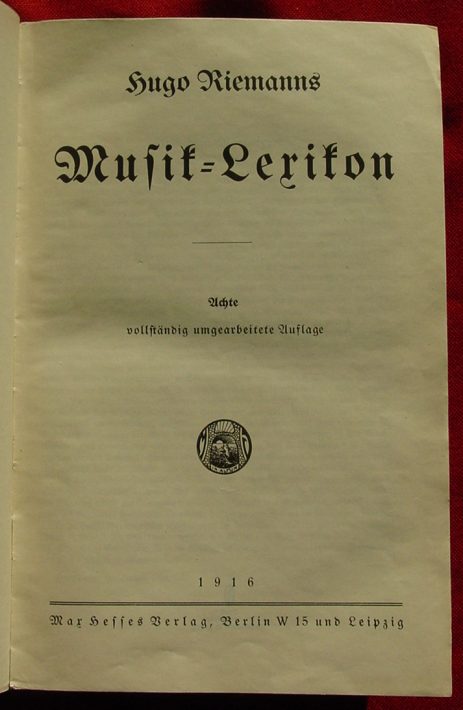 Hugo Riemanns
Muſik-Lexikon
Achte
vollſtändig umgearbeitete Auflage
1916
Max Heſſes Verlag, Berlin W 15 und Leipzig